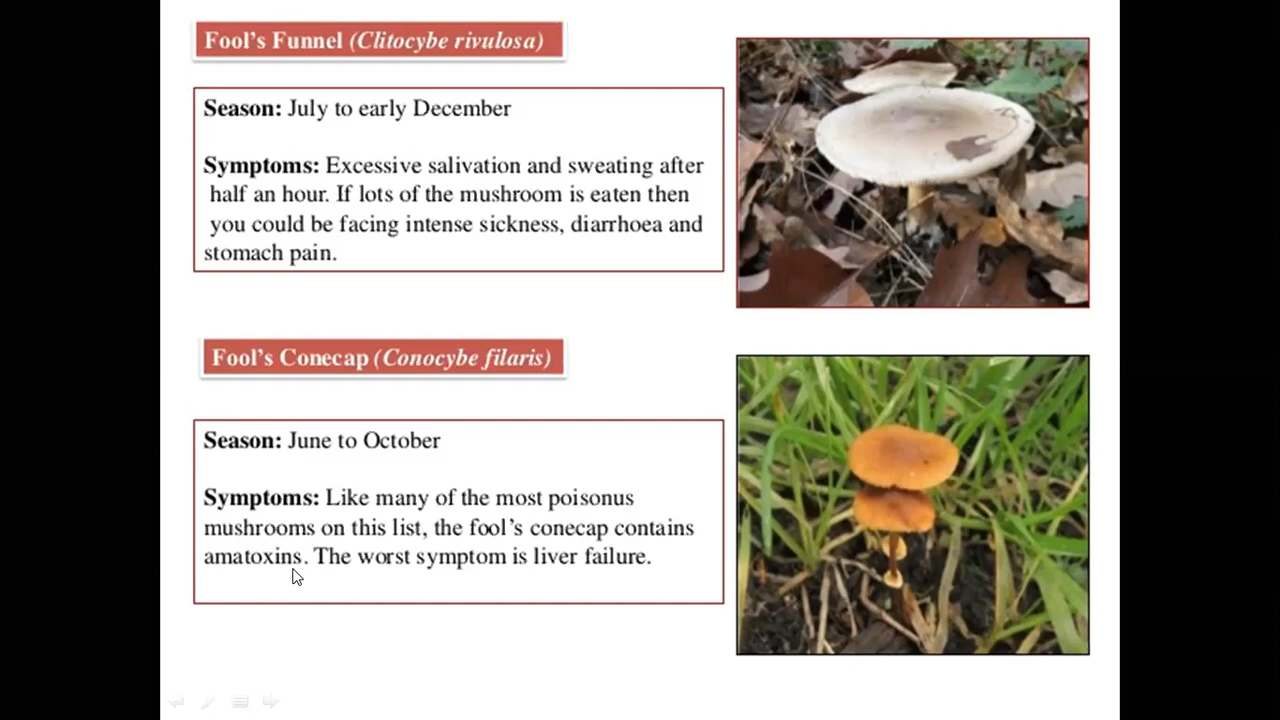 Fool's Funnel (Clitocybe rivulosa)
Season: July to early December
Symptoms: Excessive salivation and sweating after
half an hour. If lots of the mushroom is eaten then
you could be facing intense sickness, diarrhoea and
stomach pain.
Fool's Conecap (Conocybe filaris)
Season: June to October
Symptoms: Like many of the most poisonus
mushrooms on this list, the fool's conecap contains
amatoxins. The worst symptom is liver failure.